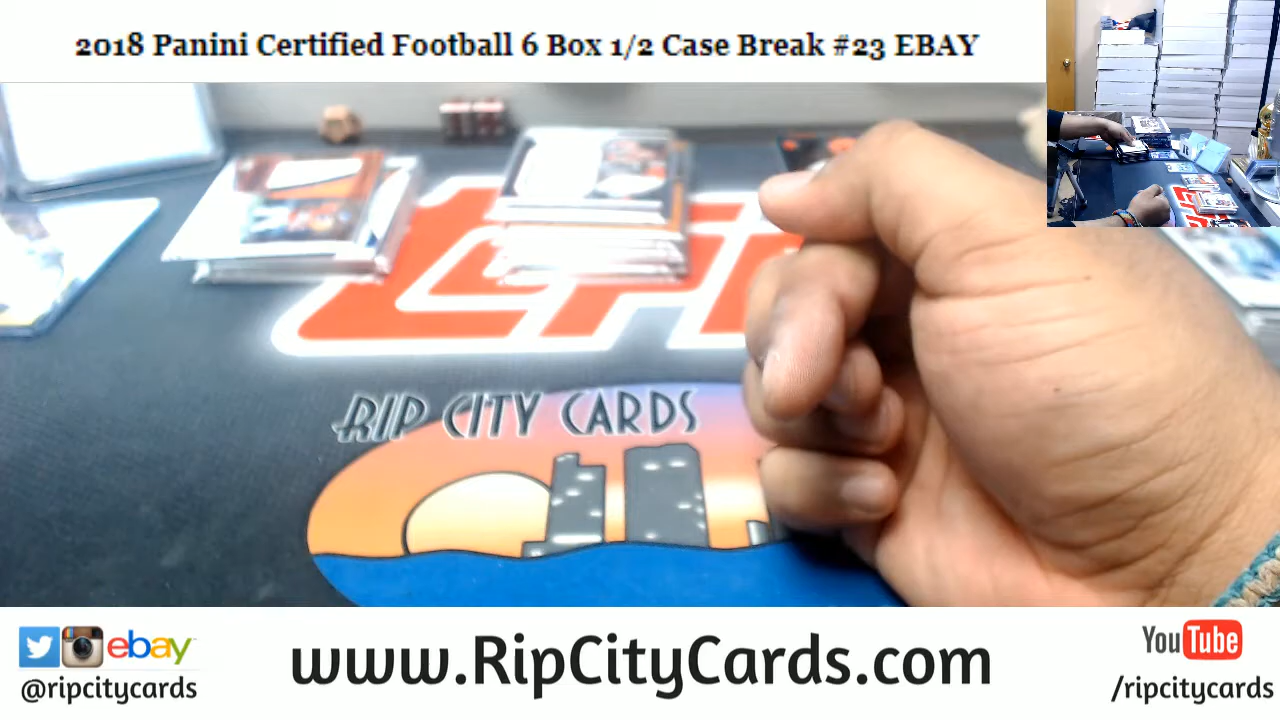 2018 Panini Certified Football 6 Box 1/2 Case Break #23 EBAY
RIP CITY CARDS
ebay
@ripcitycards
www.RipCityCards.com
YouTube
/ripcitycards